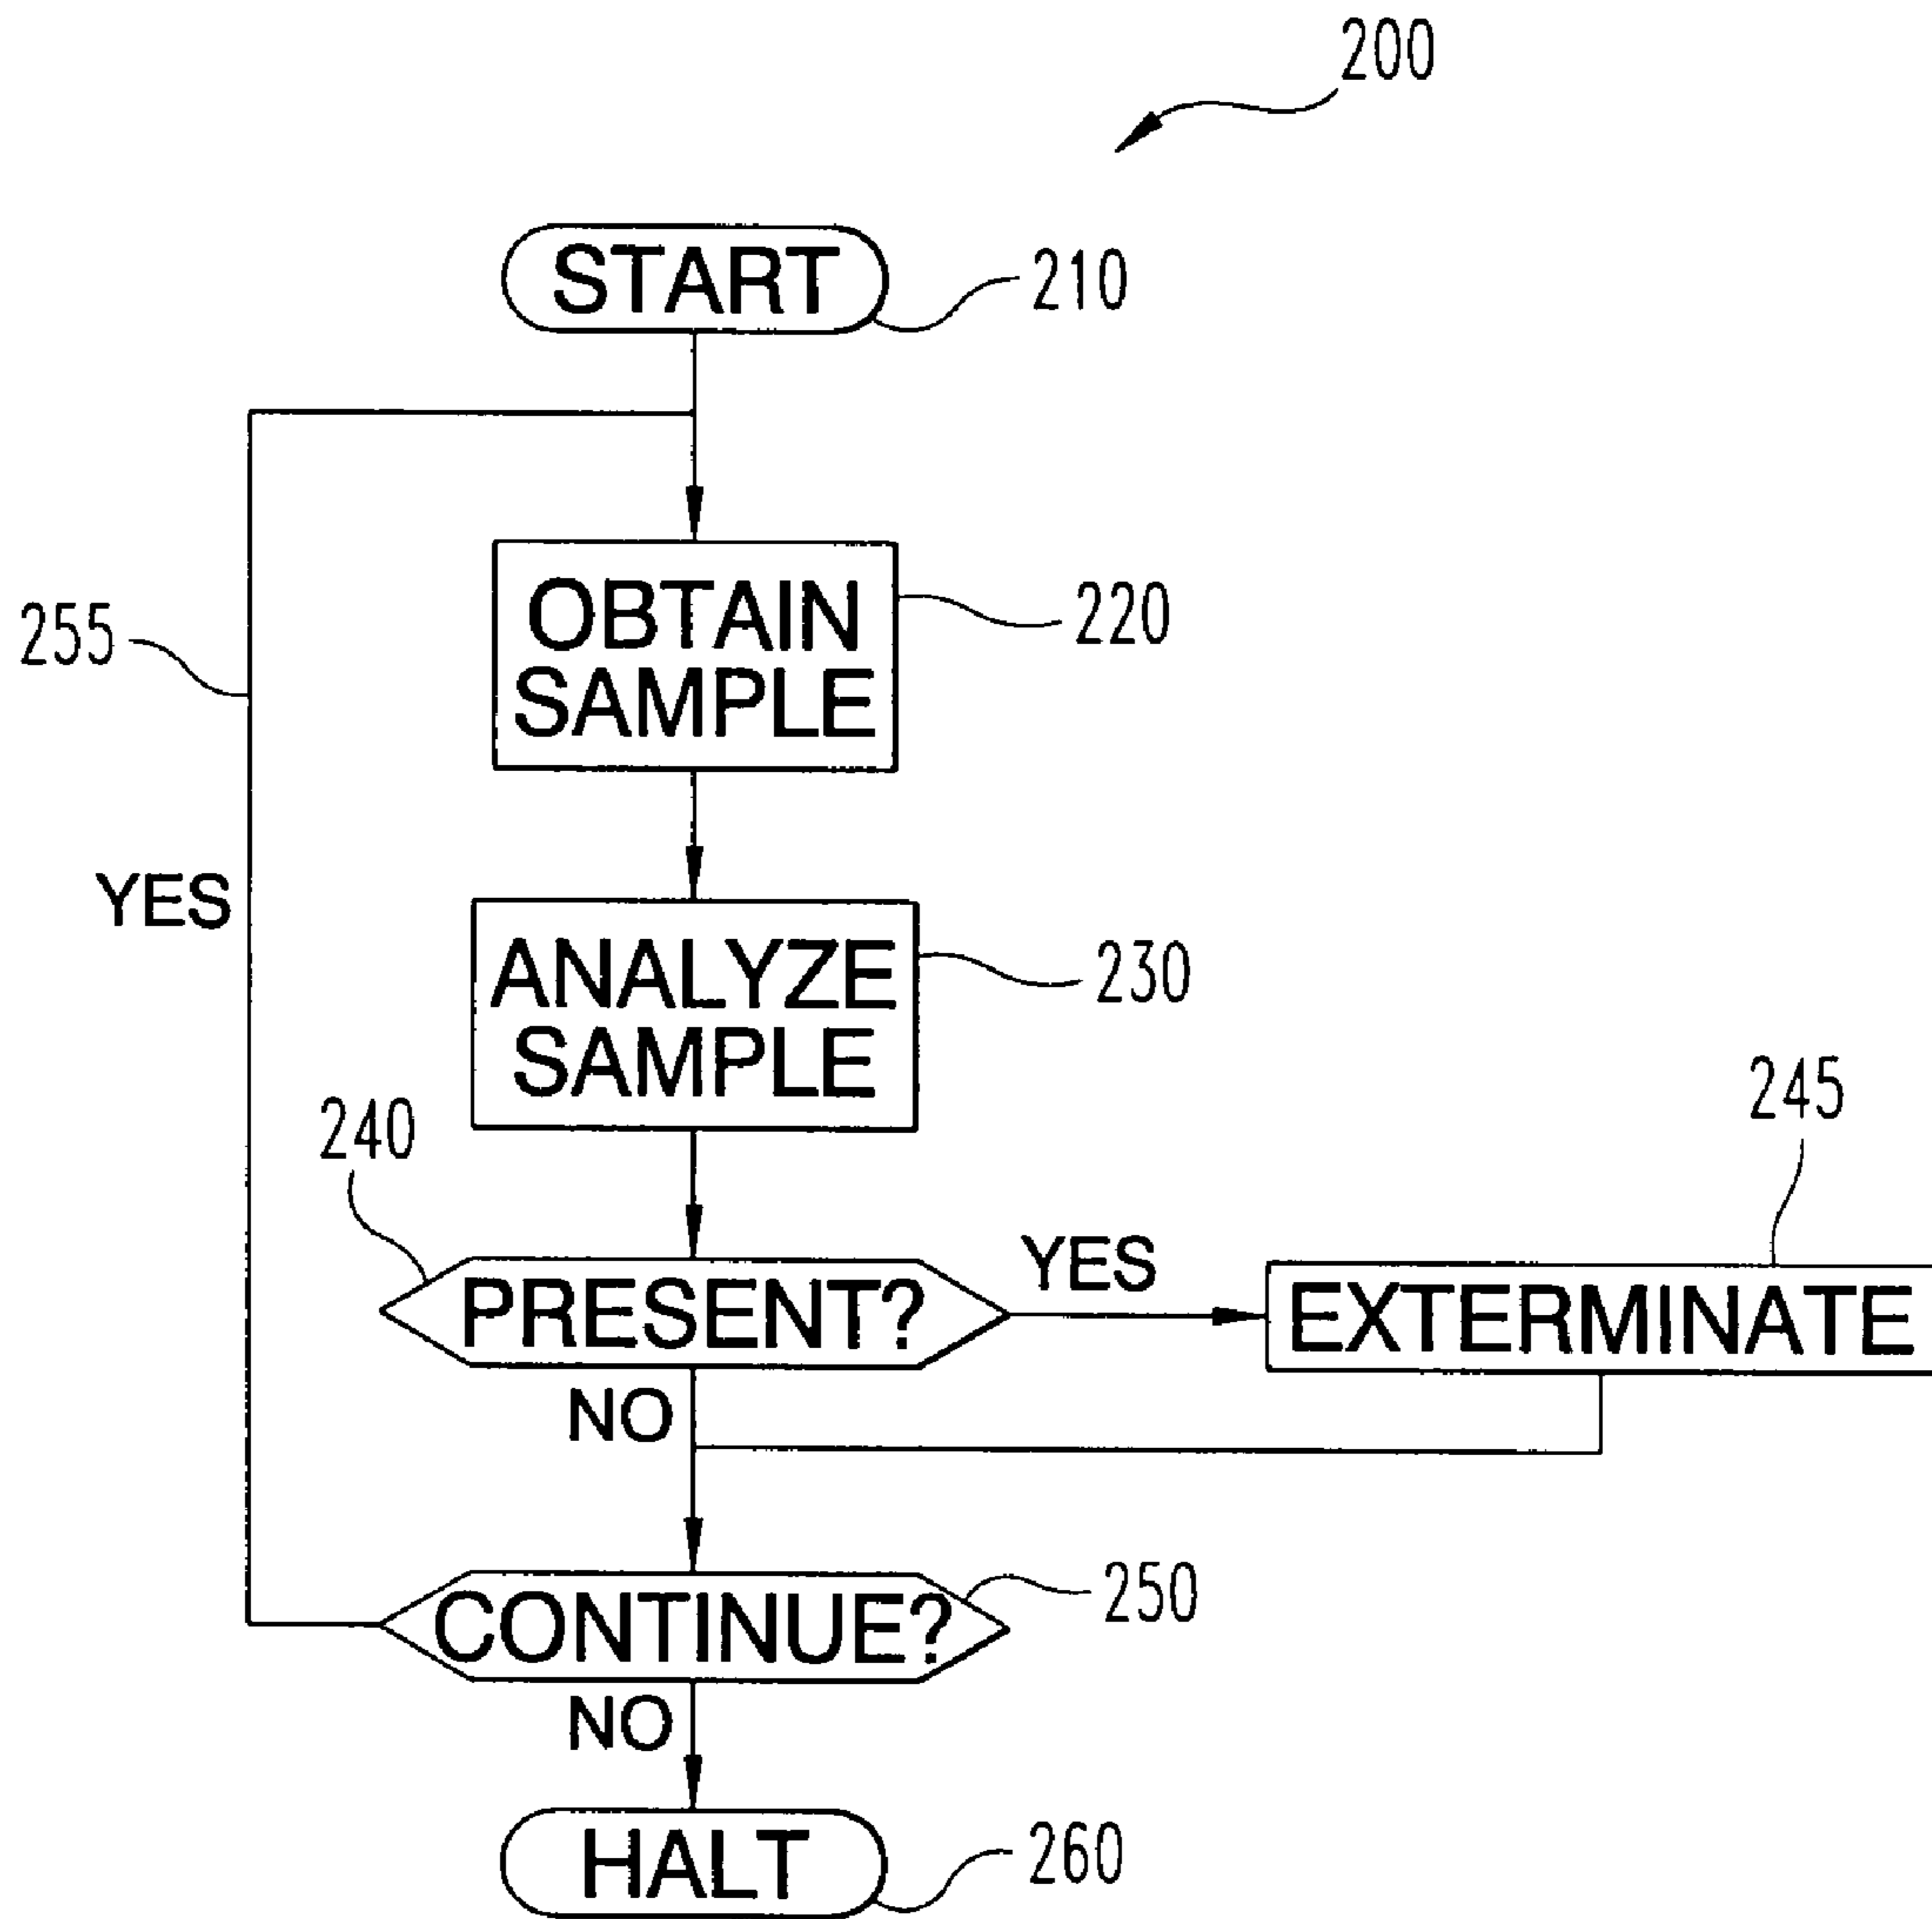 200
START
210
OBTAIN
SAMPLE
220
255
YES
ANALYZE
SAMPLE
230
240
245
PRESENT?
YES
EXTERMINATE
NO
CONTINUE?
250
NO
HALT
260